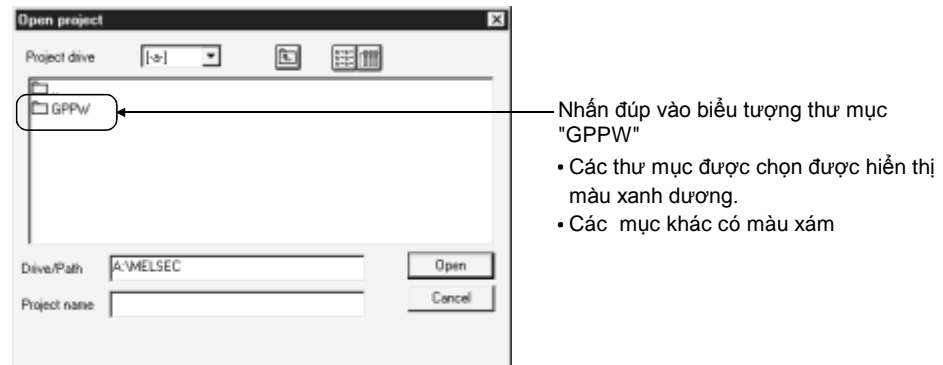 Open project
Project drive [-a-]
..
GPPW
Nhấn đúp vào biểu tượng thư mục
"GPPW"
• Các thư mục được chọn được hiển thị
màu xanh dương.
• Các mục khác có màu xám
Drive/Path A:\MELSEC Open
Project name Cancel